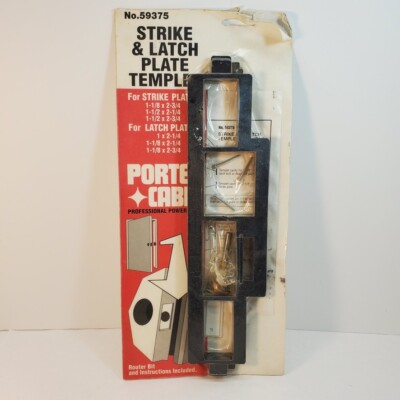 No.59375
STRIKE
& LATCH
PLATE
TEMPL
For STRIKE PLAT
1-1/8 x 2-3/4
1-1/2 x 2-1/4
1-1/2 x 2-3/4
For LATCH PLAT
1 x 2-1/4
1-1/8 x 2-1/4
1-1/8 x 2-3/4
PORTE
CABL
PROFESSIONAL POWER
Router Bit
and Instructions Included.